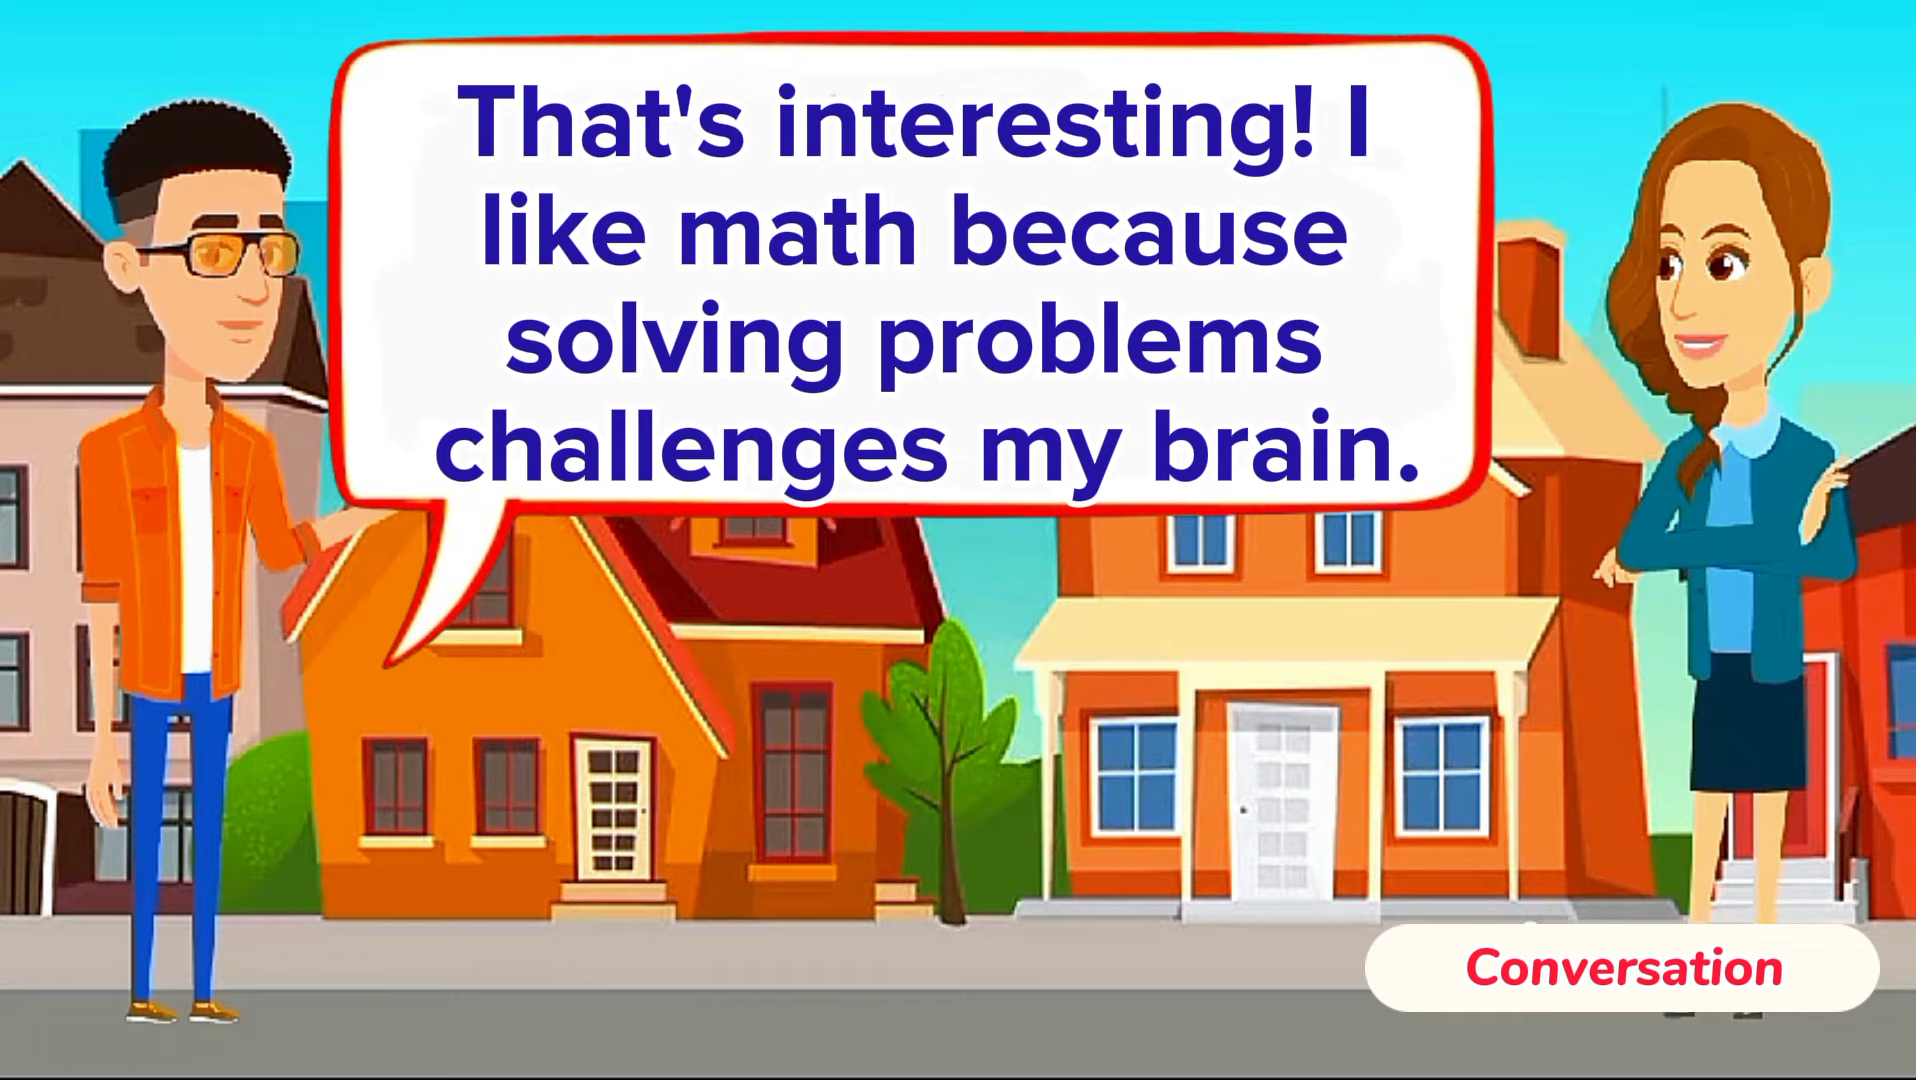 That's interesting! I
like math because
solving problems
challenges my brain.
Conversation